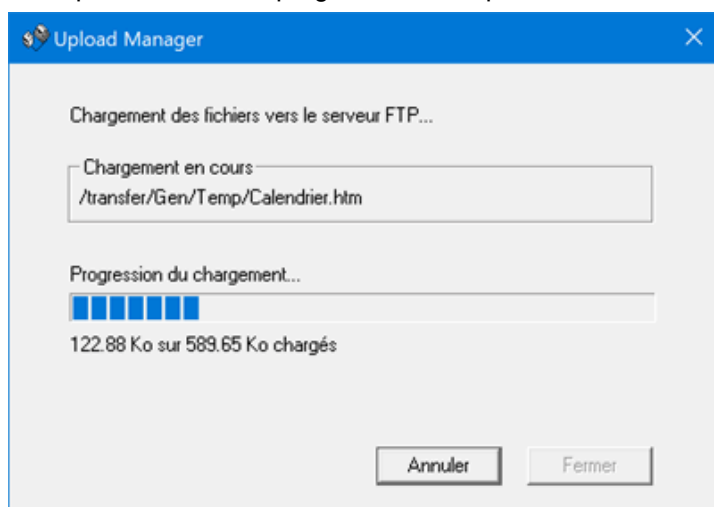 Upload Manager
Chargement des fichiers vers le serveur FTP...
Chargement en cours
/transfer/Gen/Temp/Calendrier.htm
Progression du chargement...
122.88 Ko sur 589.65 Ko chargés
Annuler Fermer